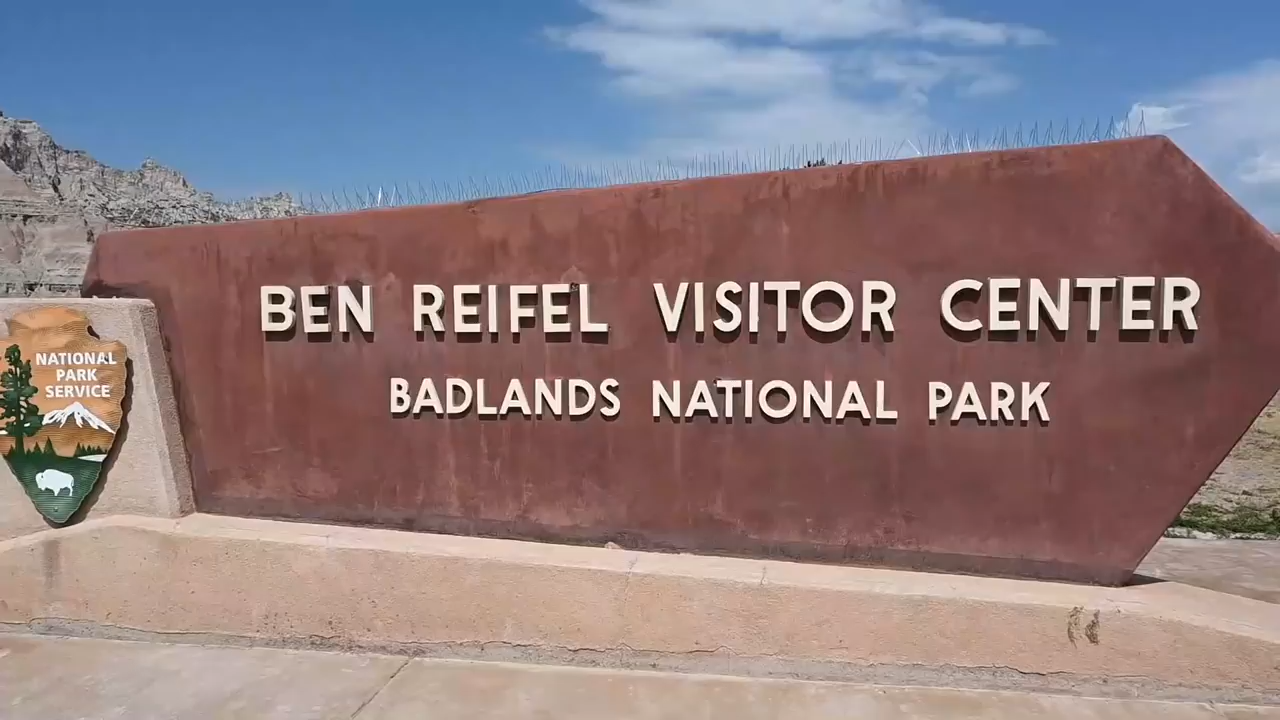 NATIONAL
PARK
SERVICE
BEN REIFEL VISITOR CENTER
BADLANDS NATIONAL PARK